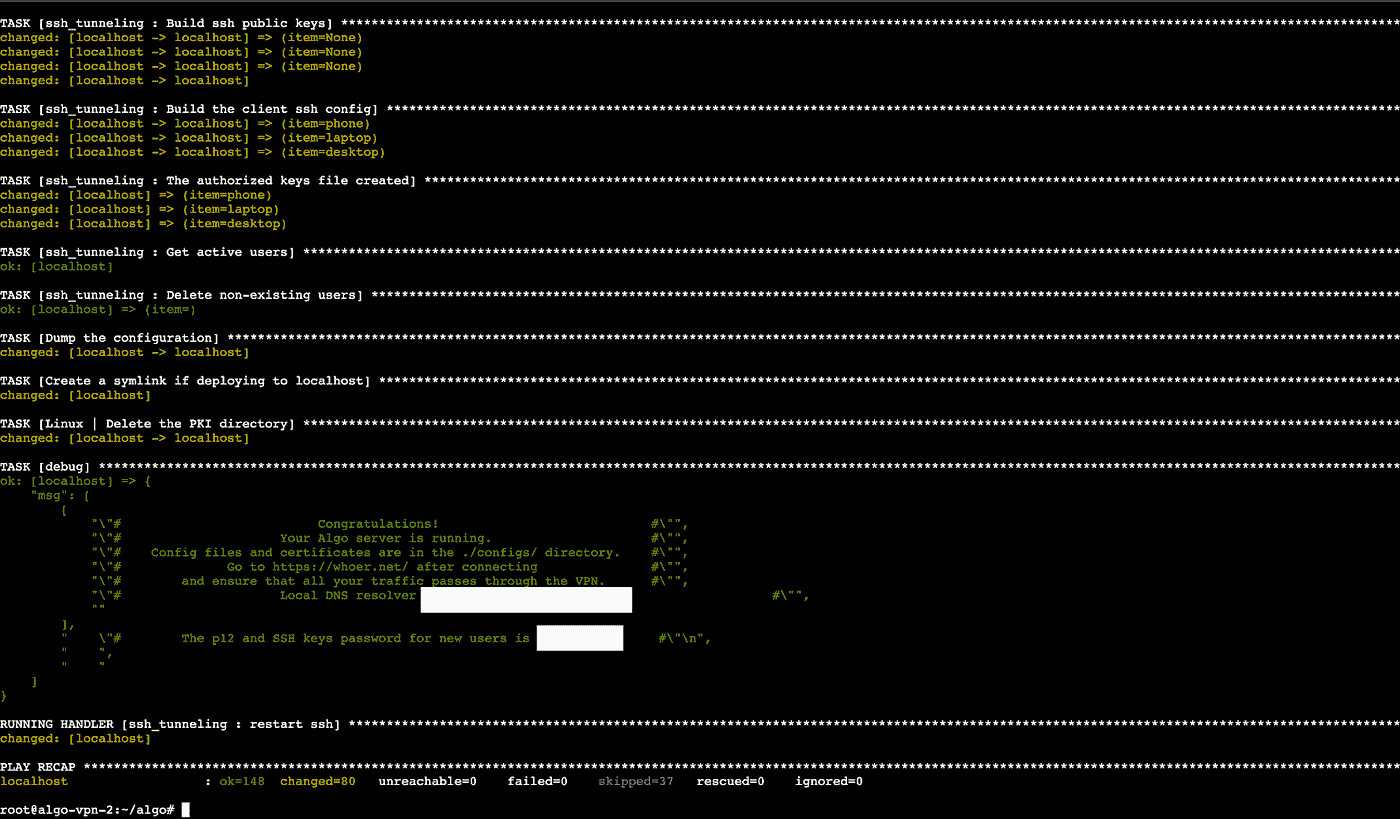 TASK [ssh_tunneling : Build ssh public keys] ********************************************************************************************************************************************
changed: [localhost -> localhost] => (item=None)
changed: [localhost -> localhost] => (item=None)
changed: [localhost -> localhost] => (item=None)
changed: [localhost -> localhost]
TASK [ssh_tunneling : Build the client ssh config] **************************************************************************************************************************************
changed: [localhost -> localhost] => (item=phone)
changed: [localhost -> localhost] => (item=laptop)
changed: [localhost -> localhost] => (item=desktop)
TASK [ssh_tunneling : The authorized keys file created] *********************************************************************************************************************************
changed: [localhost] => (item=phone)
changed: [localhost] => (item=laptop)
changed: [localhost] => (item=desktop)
TASK [ssh_tunneling : Get active users] *************************************************************************************************************************************************
ok: [localhost]
TASK [ssh_tunneling : Delete non-existing users] ****************************************************************************************************************************************
ok: [localhost] => (item=)
TASK [Dump the configuration] ***********************************************************************************************************************************************************
changed: [localhost -> localhost]
TASK [Create a symlink if deploying to localhost] ***************************************************************************************************************************************
changed: [localhost]
TASK [Linux | Delete the PKI directory] *************************************************************************************************************************************************
changed: [localhost -> localhost]
TASK [debug] ****************************************************************************************************************************************************************************
ok: [localhost] => {
    "msg": [
        [
            "\"#                          Congratulations!                            #\"",
            "\"#                     Your Algo server is running.                     #\"",
            "\"#    Config files and certificates are in the ./configs/ directory.    #\"",
            "\"#              Go to https://whoer.net/ after connecting               #\"",
            "\"#        and ensure that all your traffic passes through the VPN.      #\"",
            "\"#                     Local DNS resolver                                               #\"",
            ""
        ],
        "    \"#        The p12 and SSH keys password for new users is                 #\"\n",
        "    ",
        "    "
    ]
}
RUNNING HANDLER [ssh_tunneling : restart ssh] *******************************************************************************************************************************************
changed: [localhost]
PLAY RECAP ******************************************************************************************************************************************************************************
localhost                  : ok=148  changed=80   unreachable=0    failed=0    skipped=37   rescued=0    ignored=0
root@algo-vpn-2:~/algo#